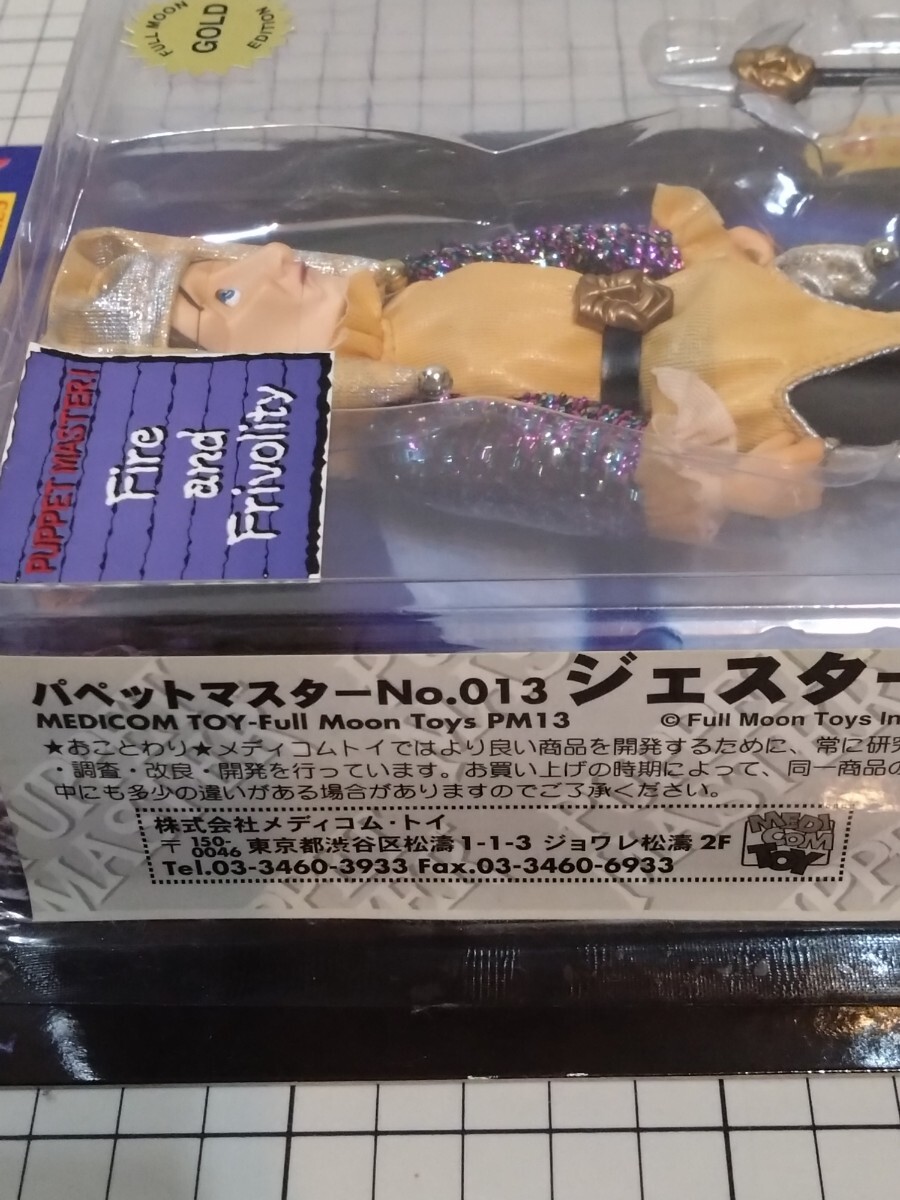 FULL MOON
GOLD
EDITION
PUPPET MASTER!
Fire
and
Frivolity
パペットマスターNo.013 ジェスター
MEDICOM TOY-Full Moon Toys PM13 © Full Moon Toys In
★おことわり★メディコムトイではより良い商品を開発するために、常に研究
・調査・改良・開発を行っています。お買い上げの時期によって、同一商品の
中にも多少の違いがある場合がありますのでご了承ください。
株式会社メディコム・トイ
〒150-0046 東京都渋谷区松濤1-1-3 ジョワレ松濤 2F
Tel.03-3460-3933 Fax.03-3460-6933
MEDI
COM
TOY